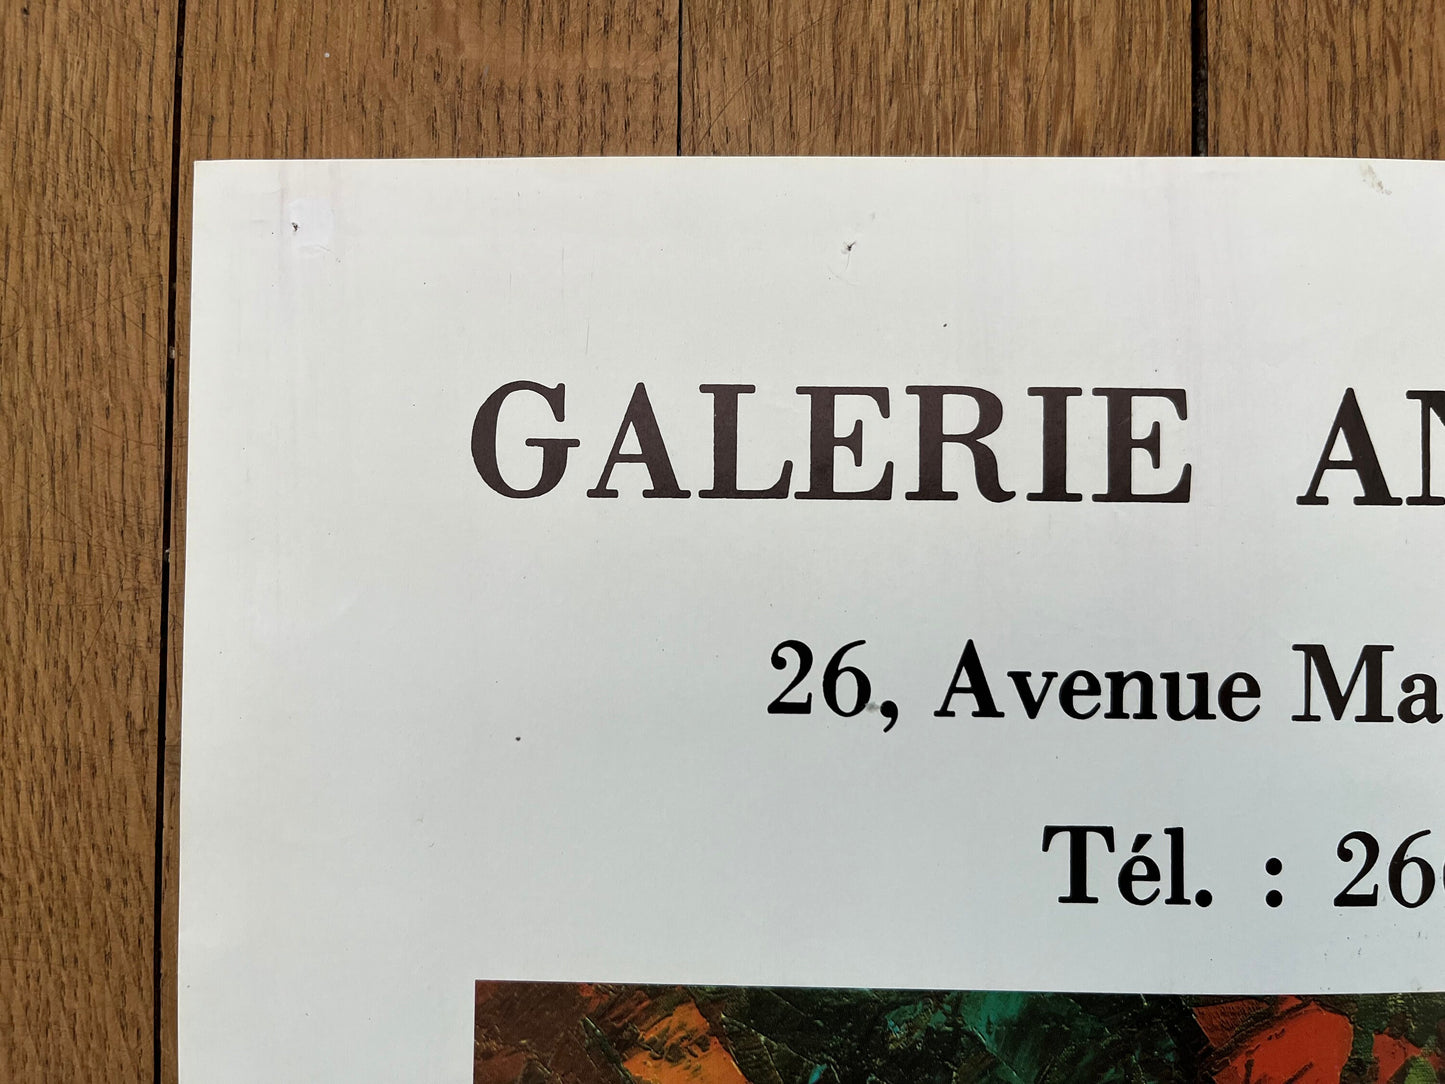 GALERIE AN
26, Avenue Ma
Tél. : 26